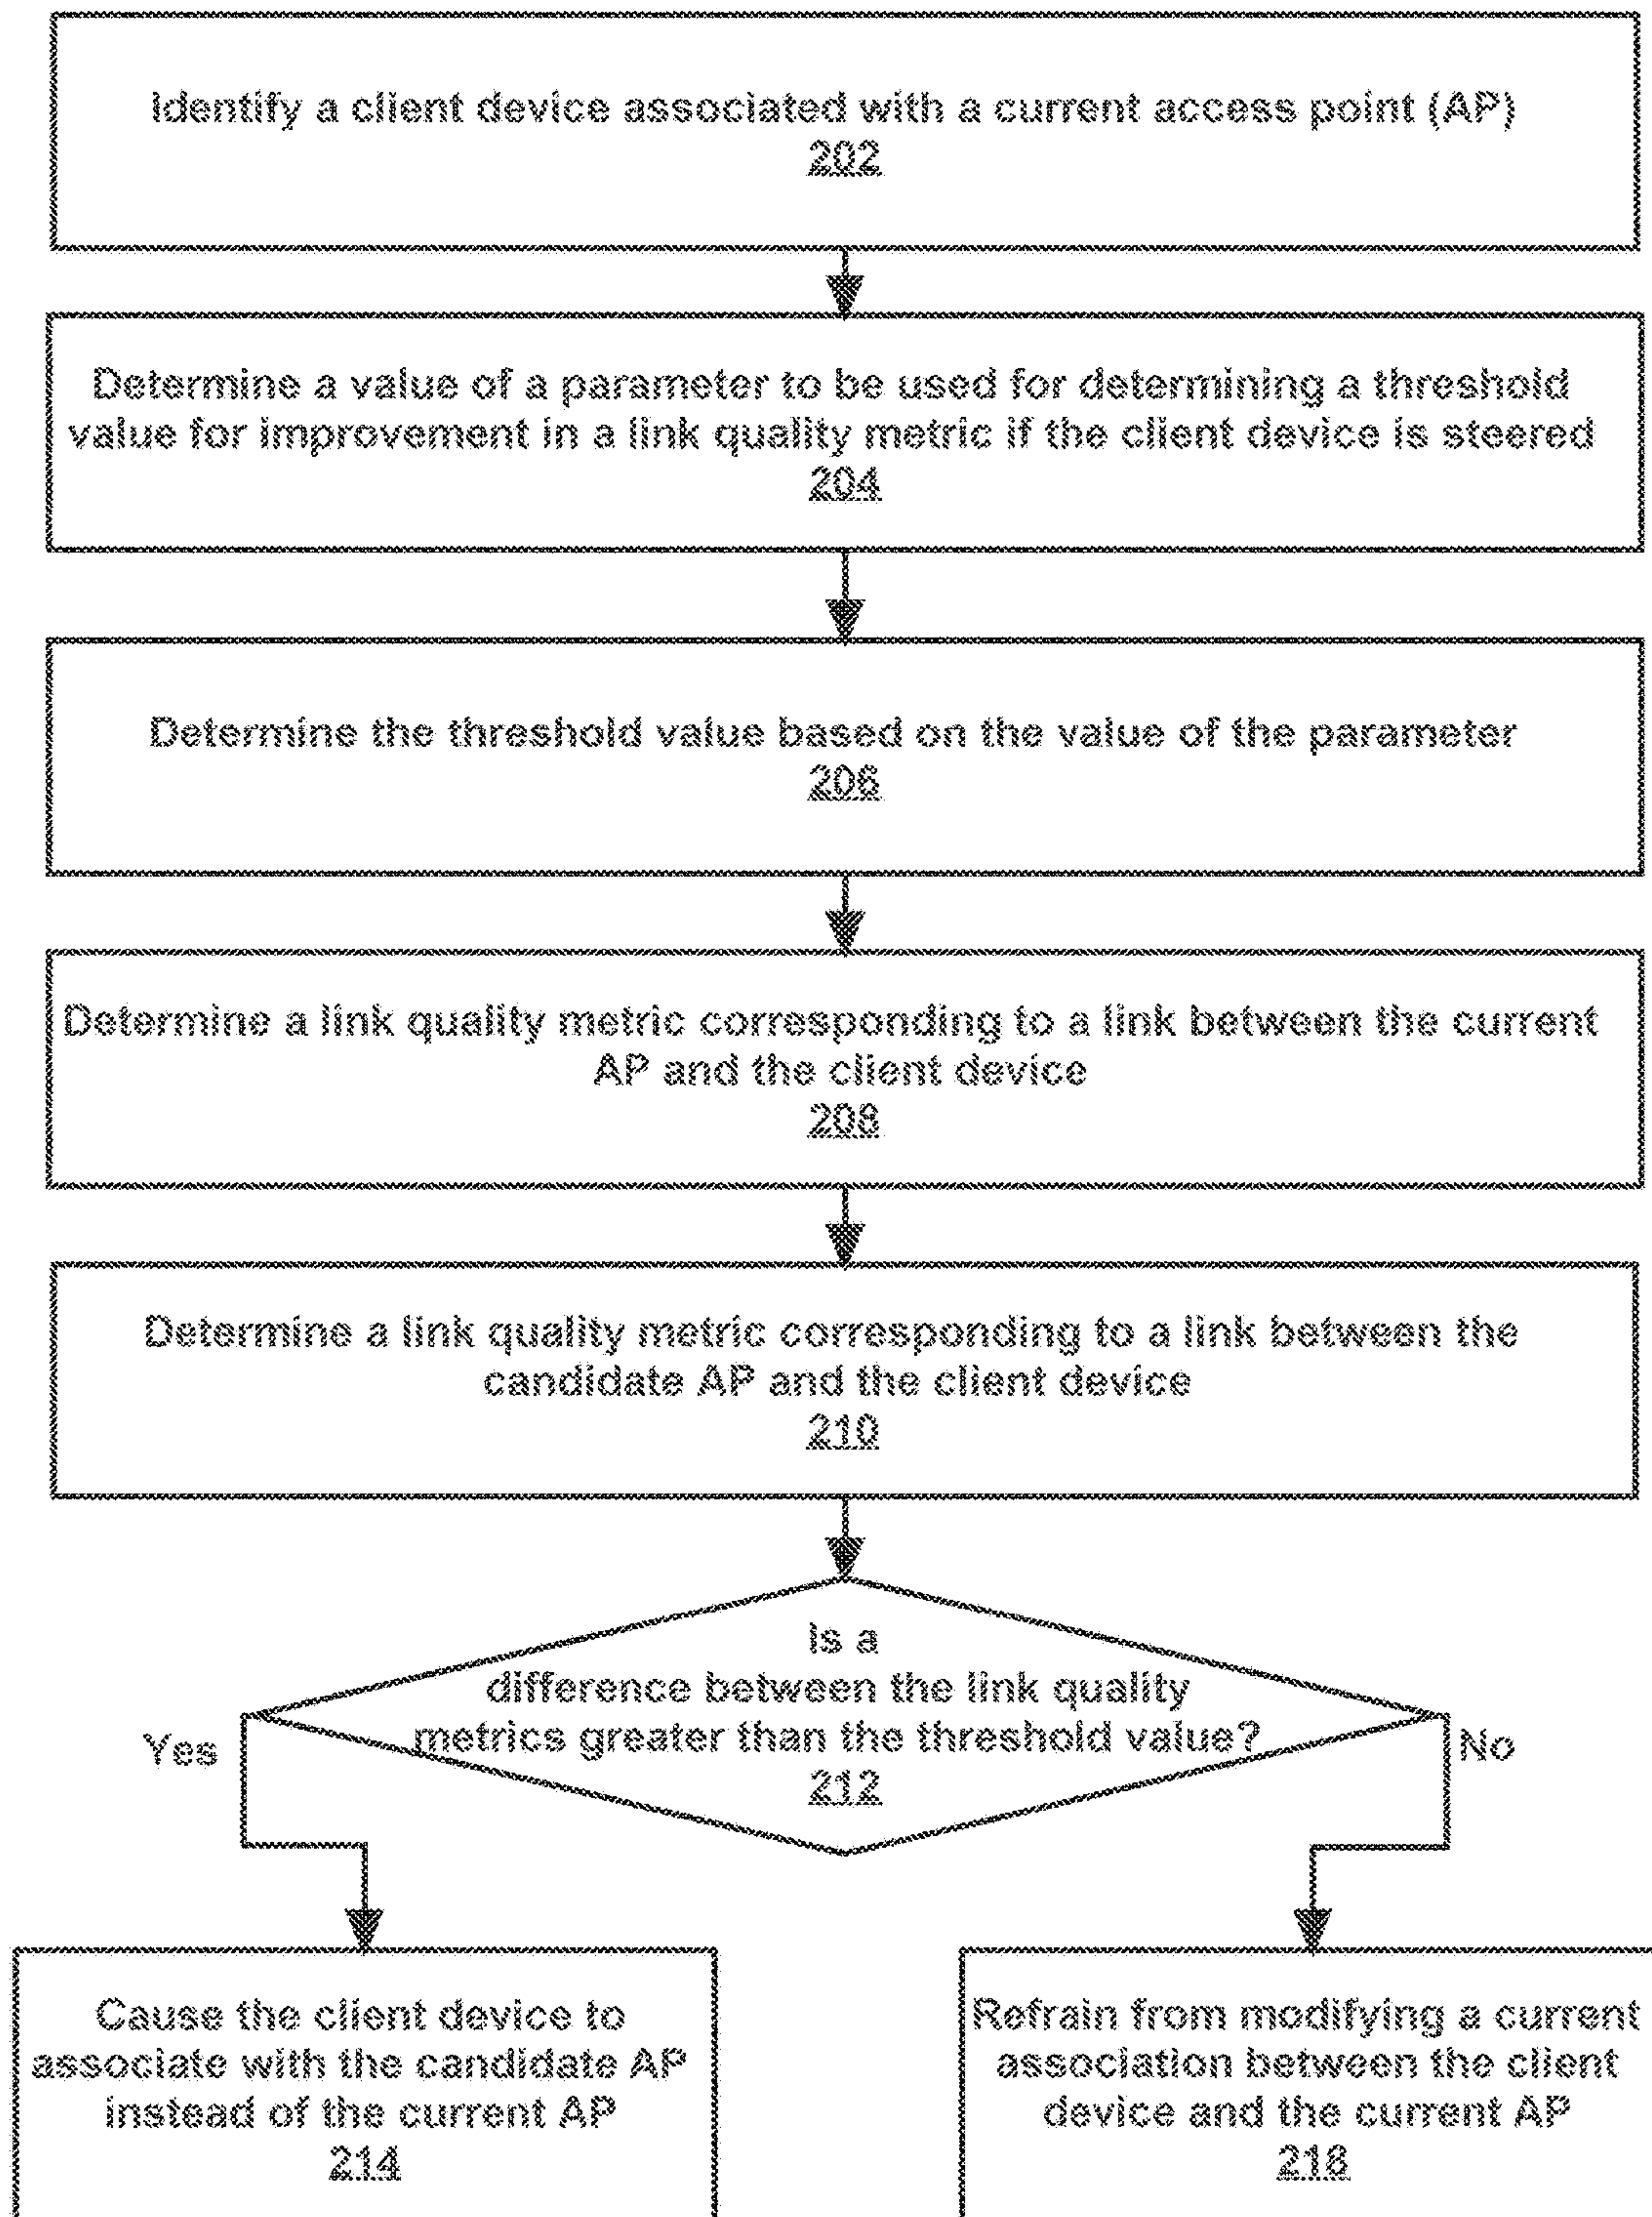 Identify a client device associated with a current access point (AP)
202
Determine a value of a parameter to be used for determining a threshold
value for improvement in a link quality metric if the client device is steered
204
Determine the threshold value based on the value of the parameter
206
Determine a link quality metric corresponding to a link between the current
AP and the client device
208
Determine a link quality metric corresponding to a link between the
candidate AP and the client device
210
Is a
difference between the link quality
metrics greater than the threshold value?
212
Yes
No
Cause the client device to
associate with the candidate AP
instead of the current AP
214
Refrain from modifying a current
association between the client
device and the current AP
216